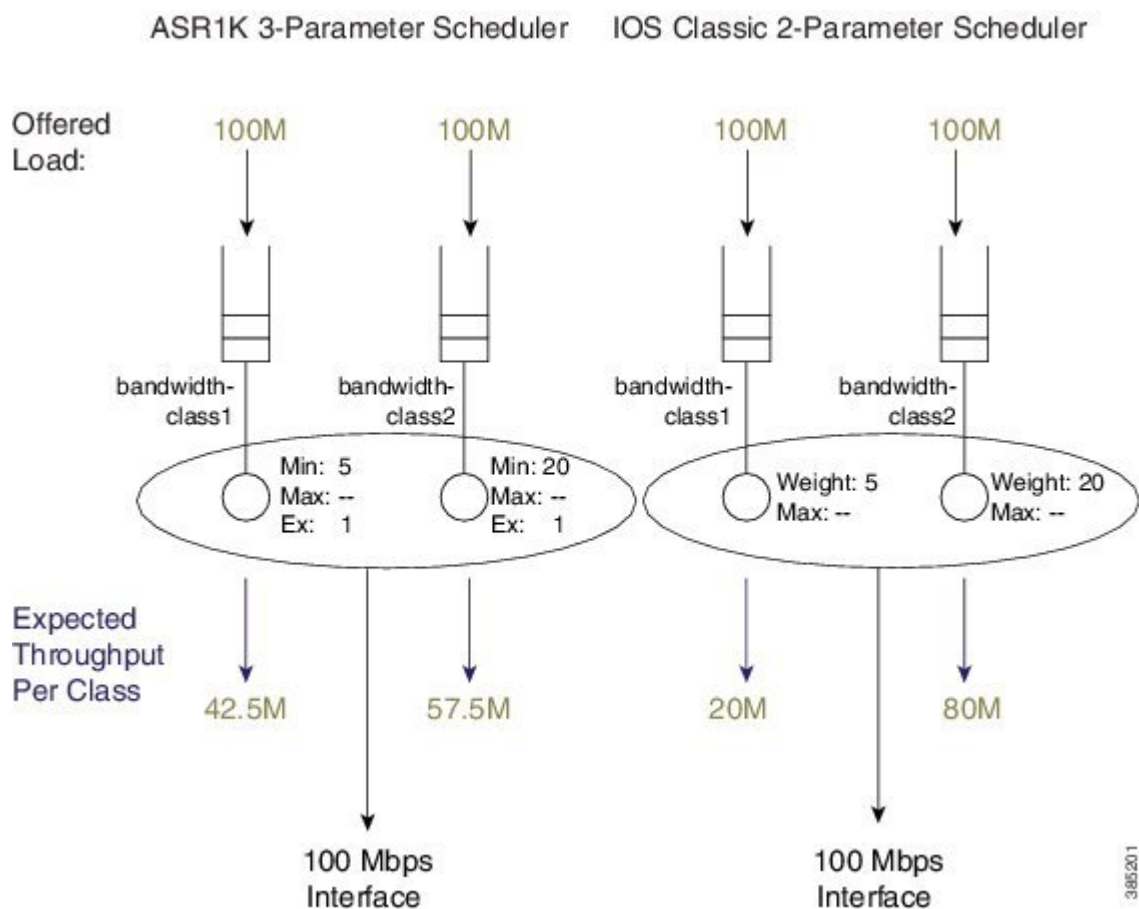 ASR1K 3-Parameter Scheduler
IOS Classic 2-Parameter Scheduler
Offered
Load:
100M
100M
100M
100M
bandwidth-
class1
bandwidth-
class2
bandwidth-
class1
bandwidth-
class2
Min: 5
Max: --
Ex: 1
Min: 20
Max: --
Ex: 1
Weight: 5
Max: --
Weight: 20
Max: --
Expected
Throughput
Per Class
42.5M
57.5M
20M
80M
100 Mbps
Interface
100 Mbps
Interface
385201